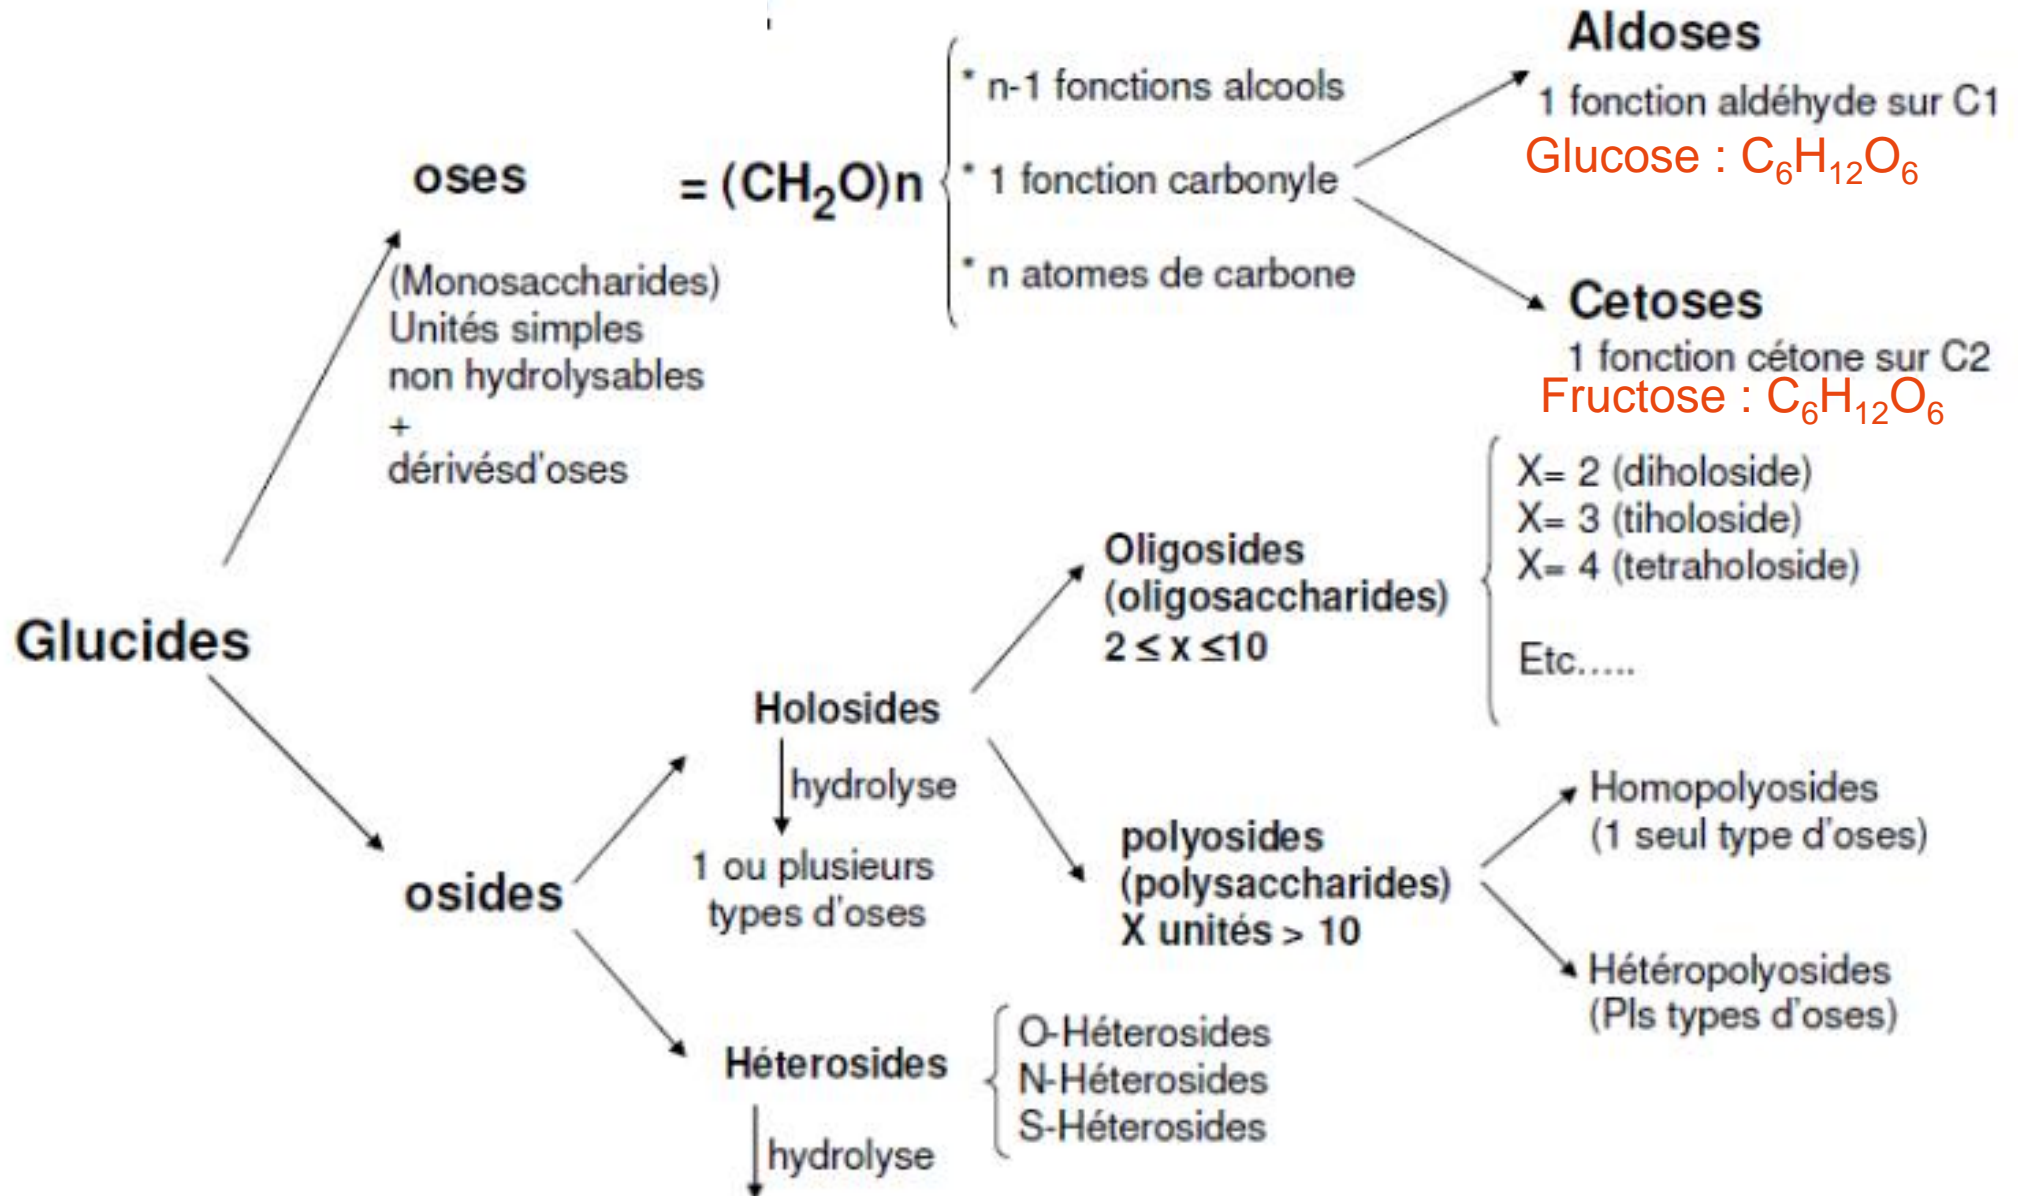 Aldoses
1 fonction aldéhyde sur C1
Glucose : C₆H₁₂O₆
* n-1 fonctions alcools
oses = (CH₂O)n
* 1 fonction carbonyle
* n atomes de carbone
(Monosaccharides)
Unités simples
non hydrolysables
+
dérivésd'oses
Cetoses
1 fonction cétone sur C2
Fructose : C₆H₁₂O₆
X= 2 (diholoside)
X= 3 (tiholoside)
X= 4 (tetraholoside)
Etc.....
Oligosides
(oligosaccharides)
2 ≤ x ≤10
Glucides
Holosides
hydrolyse
1 ou plusieurs
types d'oses
osides
polyosides
(polysaccharides)
X unités > 10
Homopolyosides
(1 seul type d'oses)
Hétéropolyosides
(Pls types d'oses)
Héterosides
O-Héterosides
N-Héterosides
S-Héterosides
hydrolyse